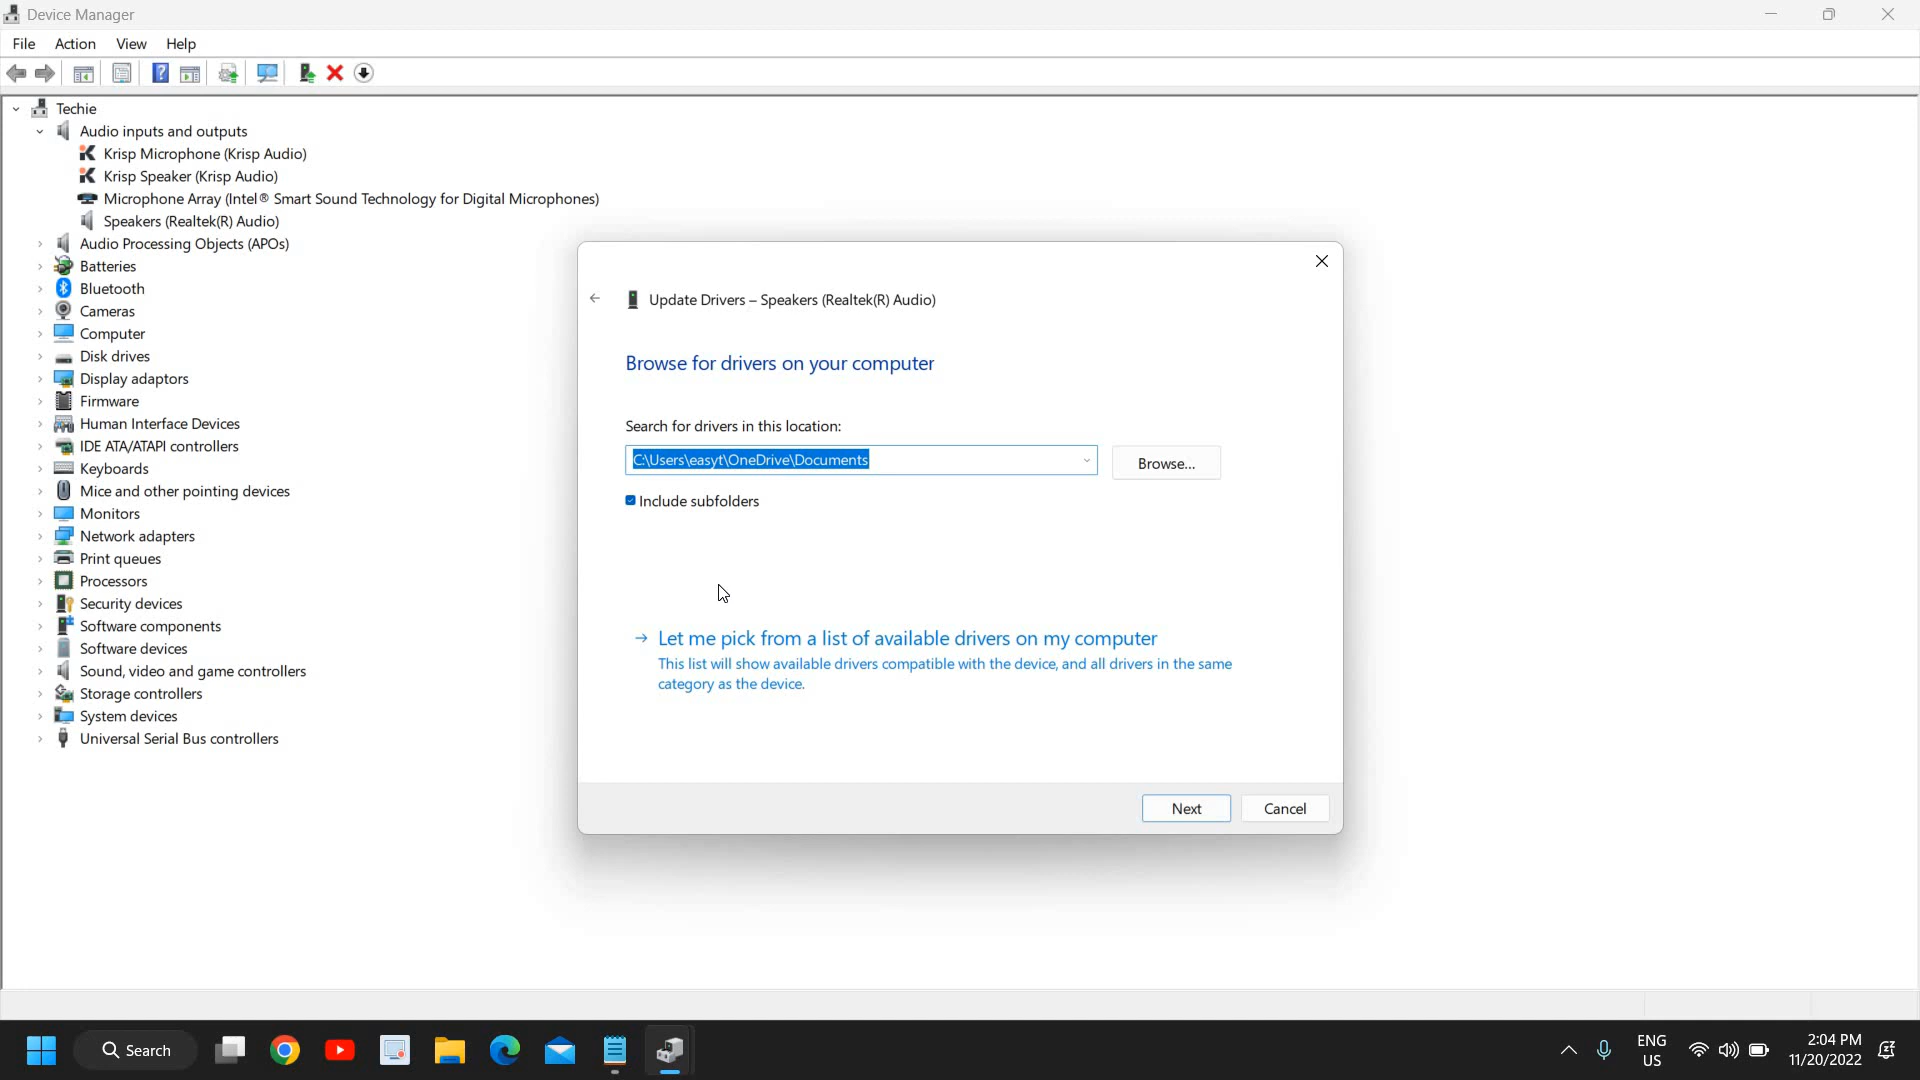 Device Manager
File Action View Help
Techie
Audio inputs and outputs
Krisp Microphone (Krisp Audio)
Krisp Speaker (Krisp Audio)
Microphone Array (Intel® Smart Sound Technology for Digital Microphones)
Speakers (Realtek(R) Audio)
Audio Processing Objects (APOs)
Batteries
Bluetooth
Cameras
Computer
Disk drives
Display adaptors
Firmware
Human Interface Devices
IDE ATA/ATAPI controllers
Keyboards
Mice and other pointing devices
Monitors
Network adapters
Print queues
Processors
Security devices
Software components
Software devices
Sound, video and game controllers
Storage controllers
System devices
Universal Serial Bus controllers
Update Drivers – Speakers (Realtek(R) Audio)
Browse for drivers on your computer
Search for drivers in this location:
C:\Users\easyt\OneDrive\Documents
Browse...
Include subfolders
Let me pick from a list of available drivers on my computer
This list will show available drivers compatible with the device, and all drivers in the same
category as the device.
Next
Cancel
Search
ENG
US
2:04 PM
11/20/2022